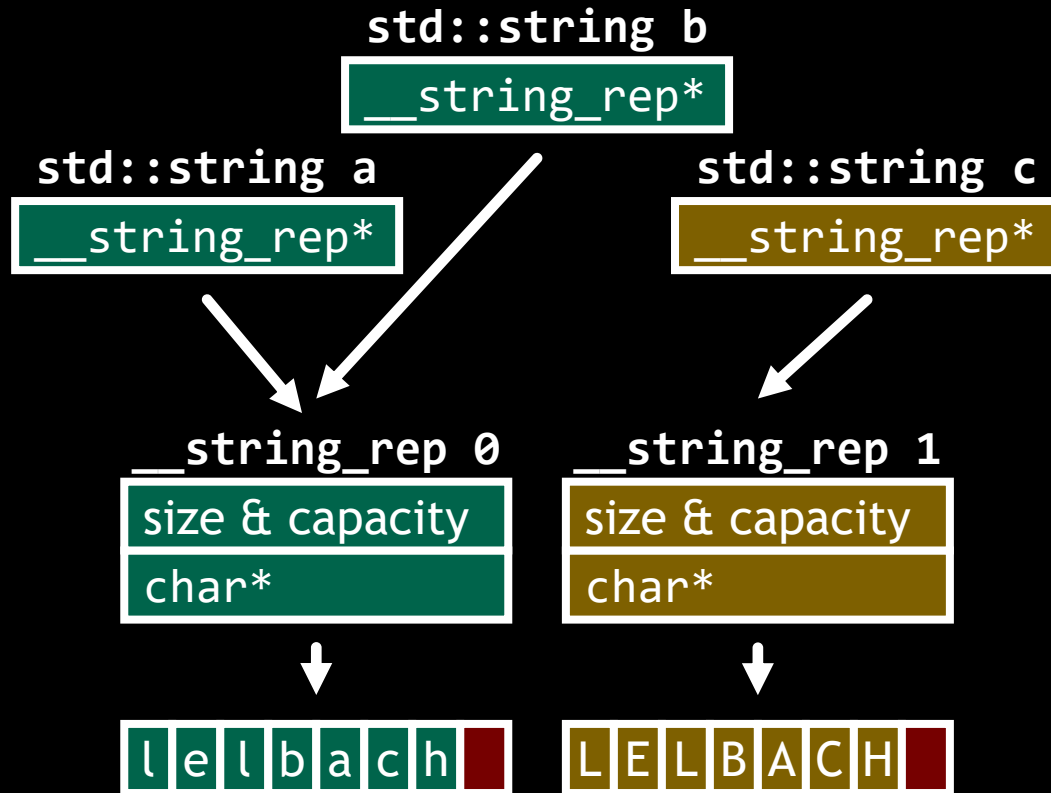 std::string b
__string_rep*
std::string a
std::string c
__string_rep*
__string_rep*
__string_rep 0
__string_rep 1
size & capacity
size & capacity
char*
char*
l e l b a c h
L E L B A C H